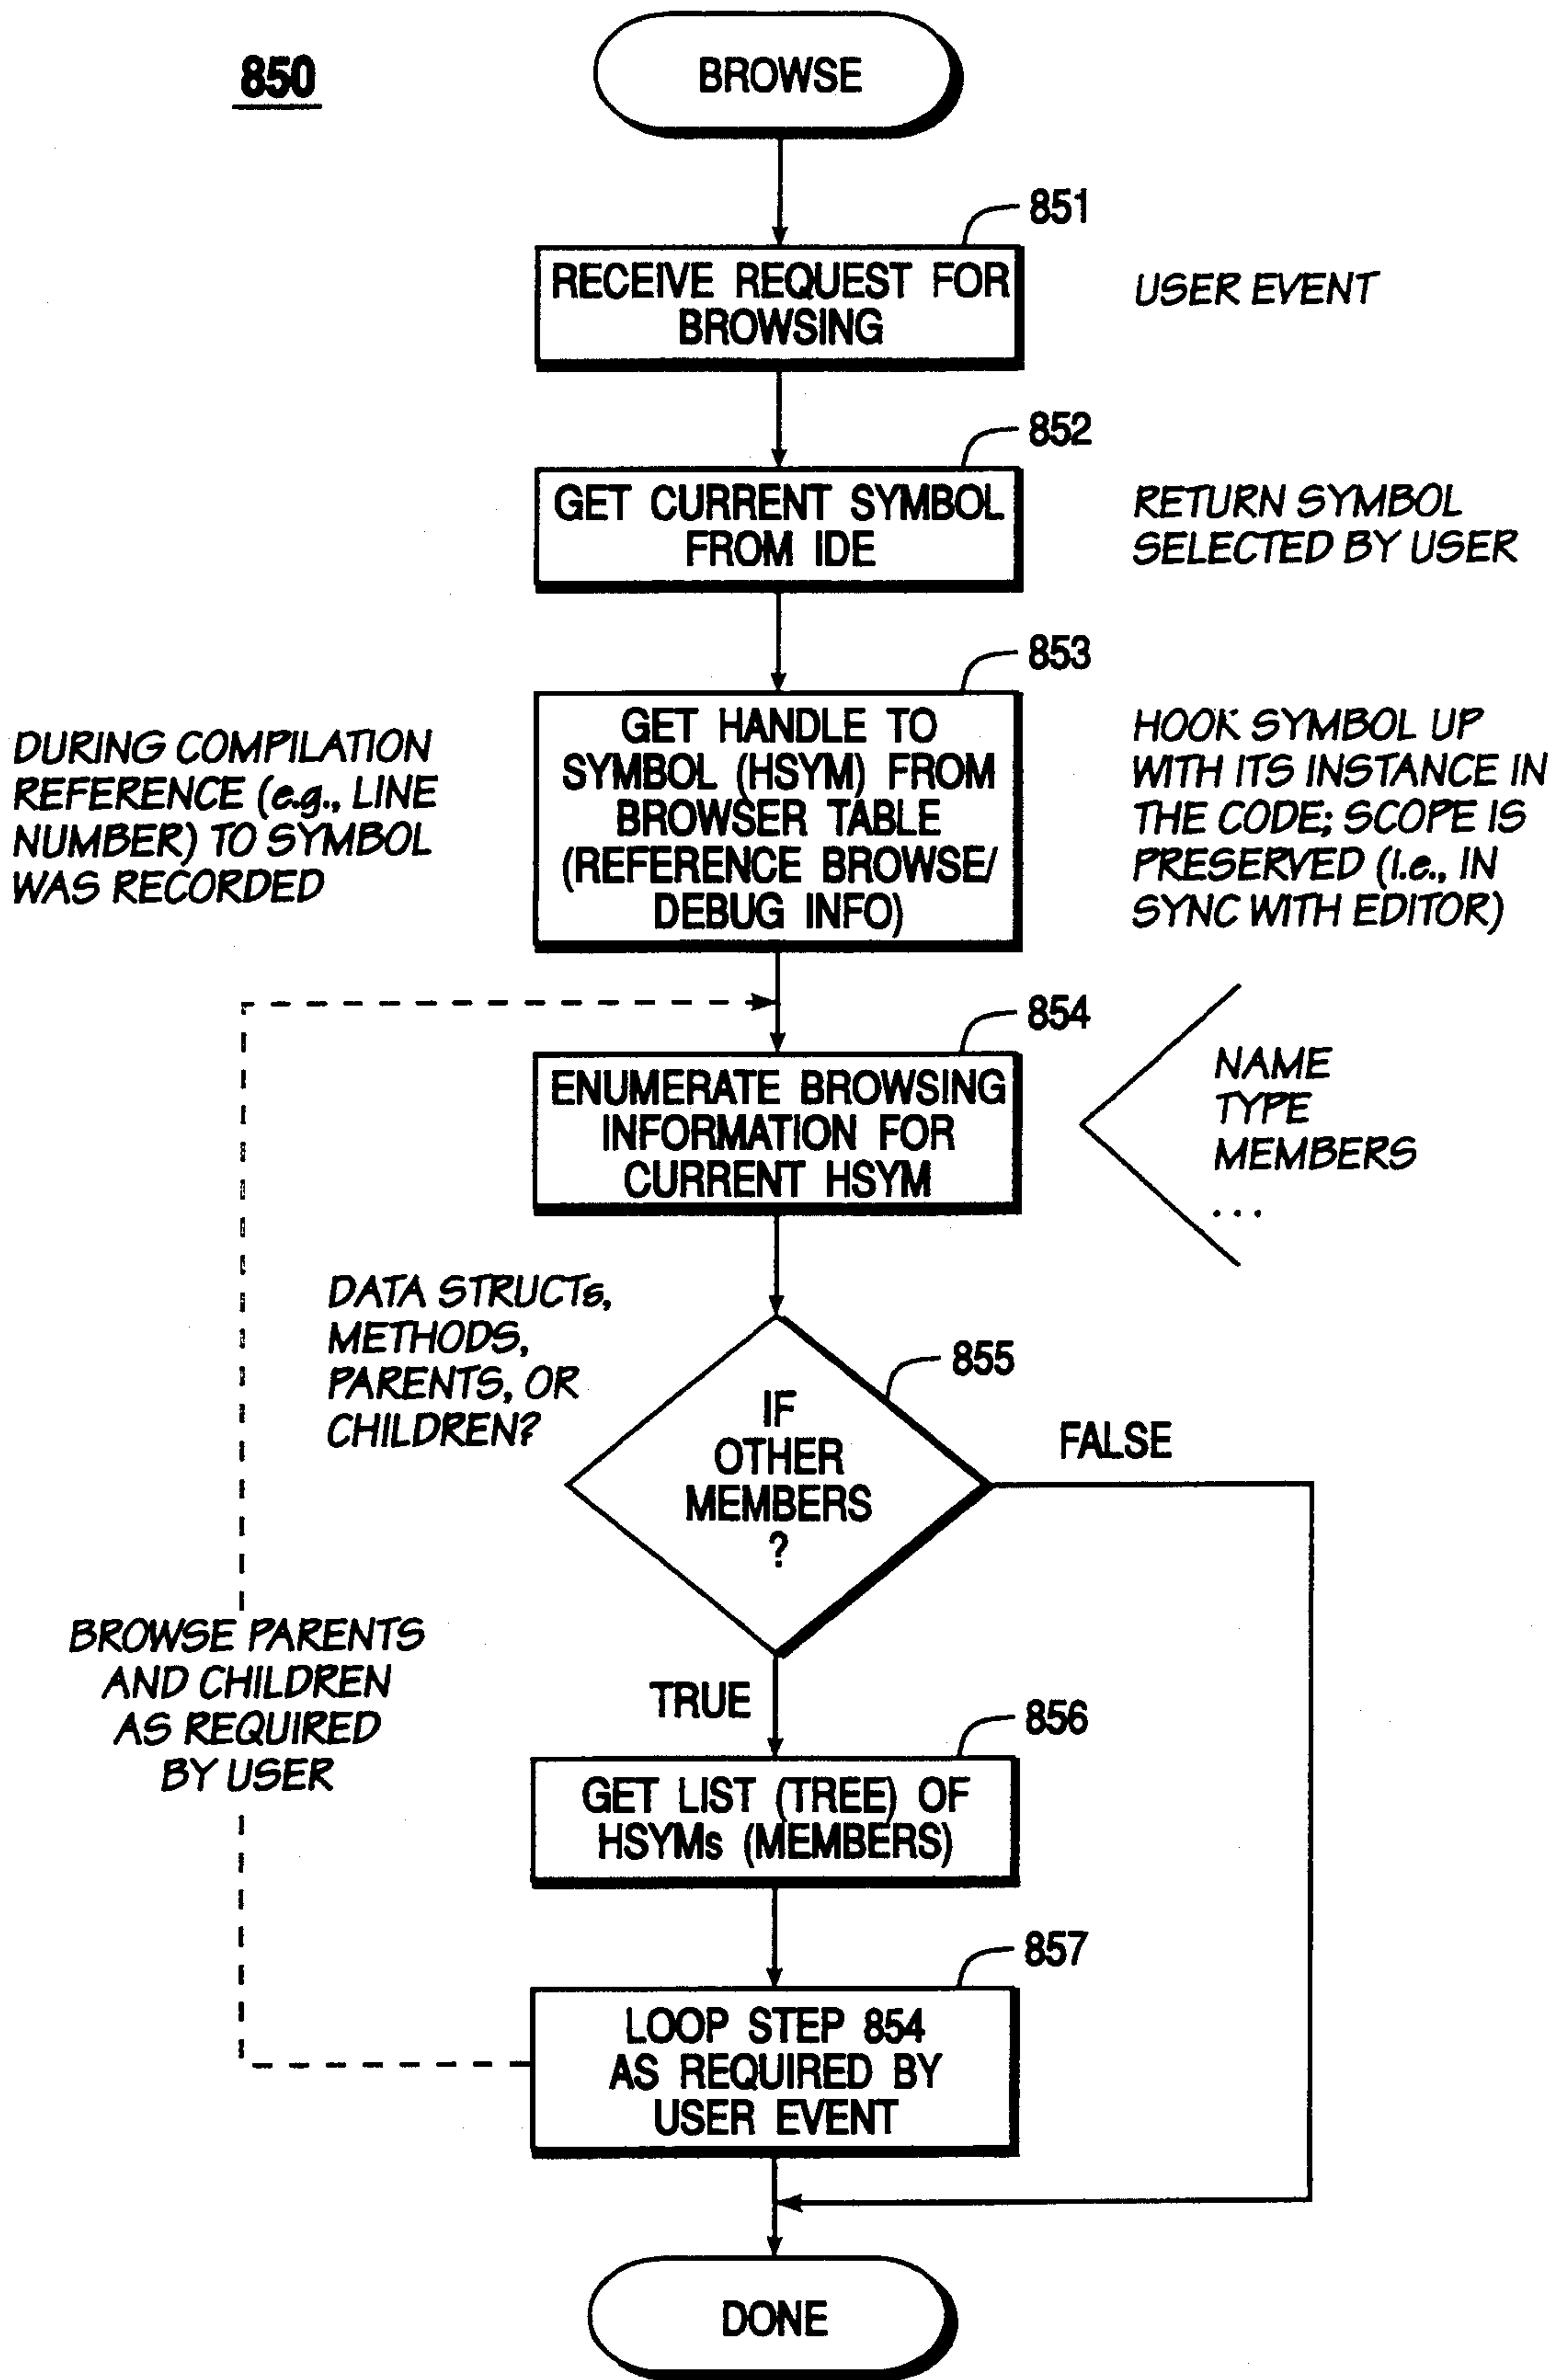 850
BROWSE
851
RECEIVE REQUEST FOR
BROWSING
USER EVENT
852
GET CURRENT SYMBOL
FROM IDE
RETURN SYMBOL
SELECTED BY USER
853
DURING COMPILATION
REFERENCE (e.g., LINE
NUMBER) TO SYMBOL
WAS RECORDED
GET HANDLE TO
SYMBOL (HSYM) FROM
BROWSER TABLE
(REFERENCE BROWSE/
DEBUG INFO)
HOOK SYMBOL UP
WITH ITS INSTANCE IN
THE CODE; SCOPE IS
PRESERVED (i.e., IN
SYNC WITH EDITOR)
854
ENUMERATE BROWSING
INFORMATION FOR
CURRENT HSYM
NAME
TYPE
MEMBERS
...
DATA STRUCTs,
METHODS,
PARENTS, OR
CHILDREN?
855
IF
OTHER
MEMBERS
?
FALSE
BROWSE PARENTS
AND CHILDREN
AS REQUIRED
BY USER
TRUE
856
GET LIST (TREE) OF
HSYMs (MEMBERS)
857
LOOP STEP 854
AS REQUIRED BY
USER EVENT
DONE